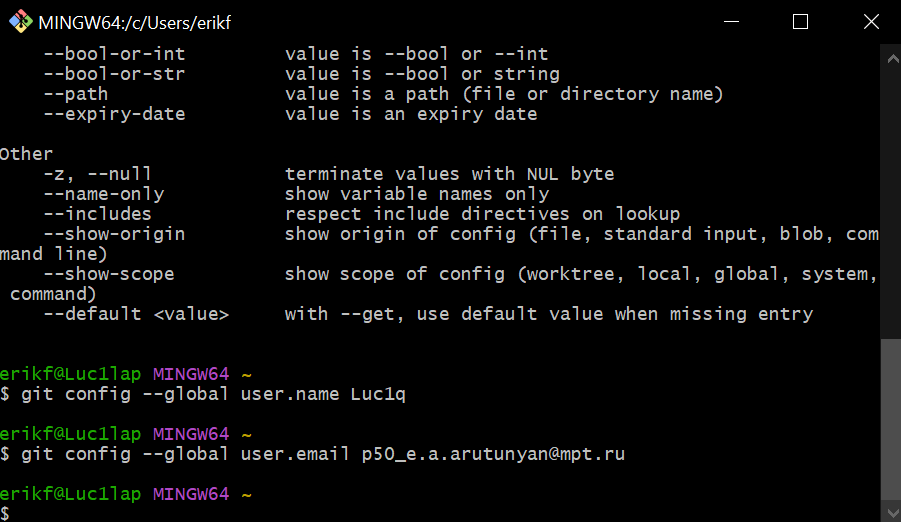 MINGW64:/c/Users/erikf
--bool-or-int value is --bool or --int
--bool-or-str value is --bool or string
--path value is a path (file or directory name)
--expiry-date value is an expiry date
Other
-z, --null terminate values with NUL byte
--name-only show variable names only
--includes respect include directives on lookup
--show-origin show origin of config (file, standard input, blob, com
mand line)
--show-scope show scope of config (worktree, local, global, system,
command)
--default <value> with --get, use default value when missing entry
erikf@Luc1lap MINGW64 ~
$ git config --global user.name Luc1q
erikf@Luc1lap MINGW64 ~
$ git config --global user.email p50_e.a.arutunyan@mpt.ru
erikf@Luc1lap MINGW64 ~
$